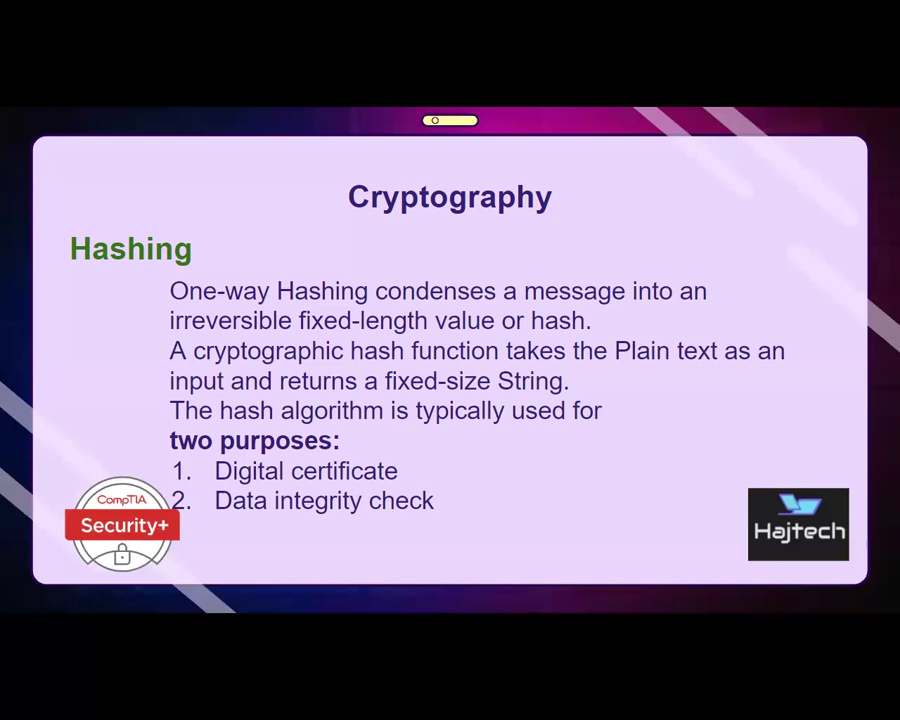 Cryptography
Hashing
One-way Hashing condenses a message into an
irreversible fixed-length value or hash.
A cryptographic hash function takes the Plain text as an
input and returns a fixed-size String.
The hash algorithm is typically used for
two purposes:
1. Digital certificate
2. Data integrity check
CompTIA
Security+
Hajtech